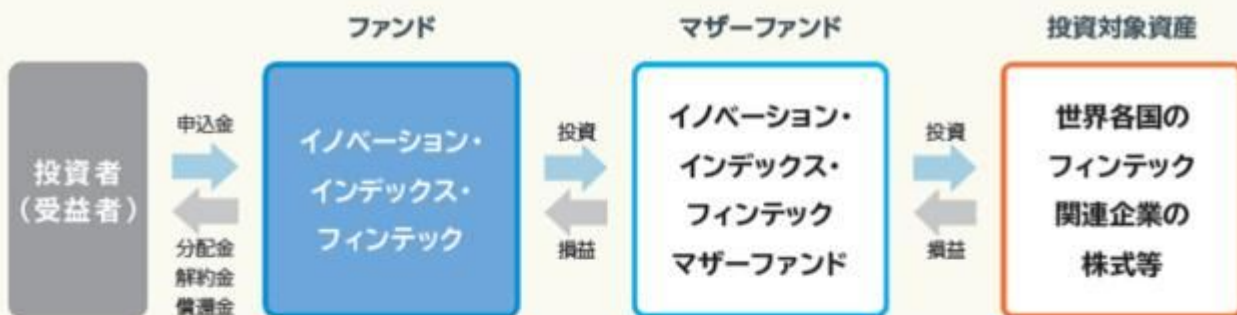 ファンド
マザーファンド
投資対象資産
投資者
(受益者)
申込金
分配金
解約金
償還金
イノベーション・
インデックス・
フィンテック
投資
損益
イノベーション・
インデックス・
フィンテック
マザーファンド
投資
損益
世界各国の
フィンテック
関連企業の
株式等